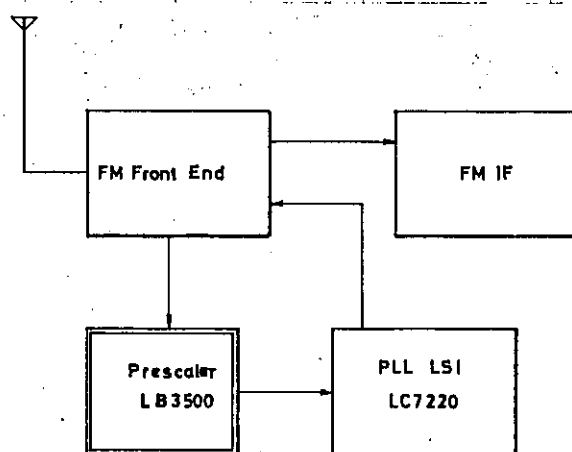 FM Front End
FM IF
Prescaler
LB3500
PLL LSI
LC7220